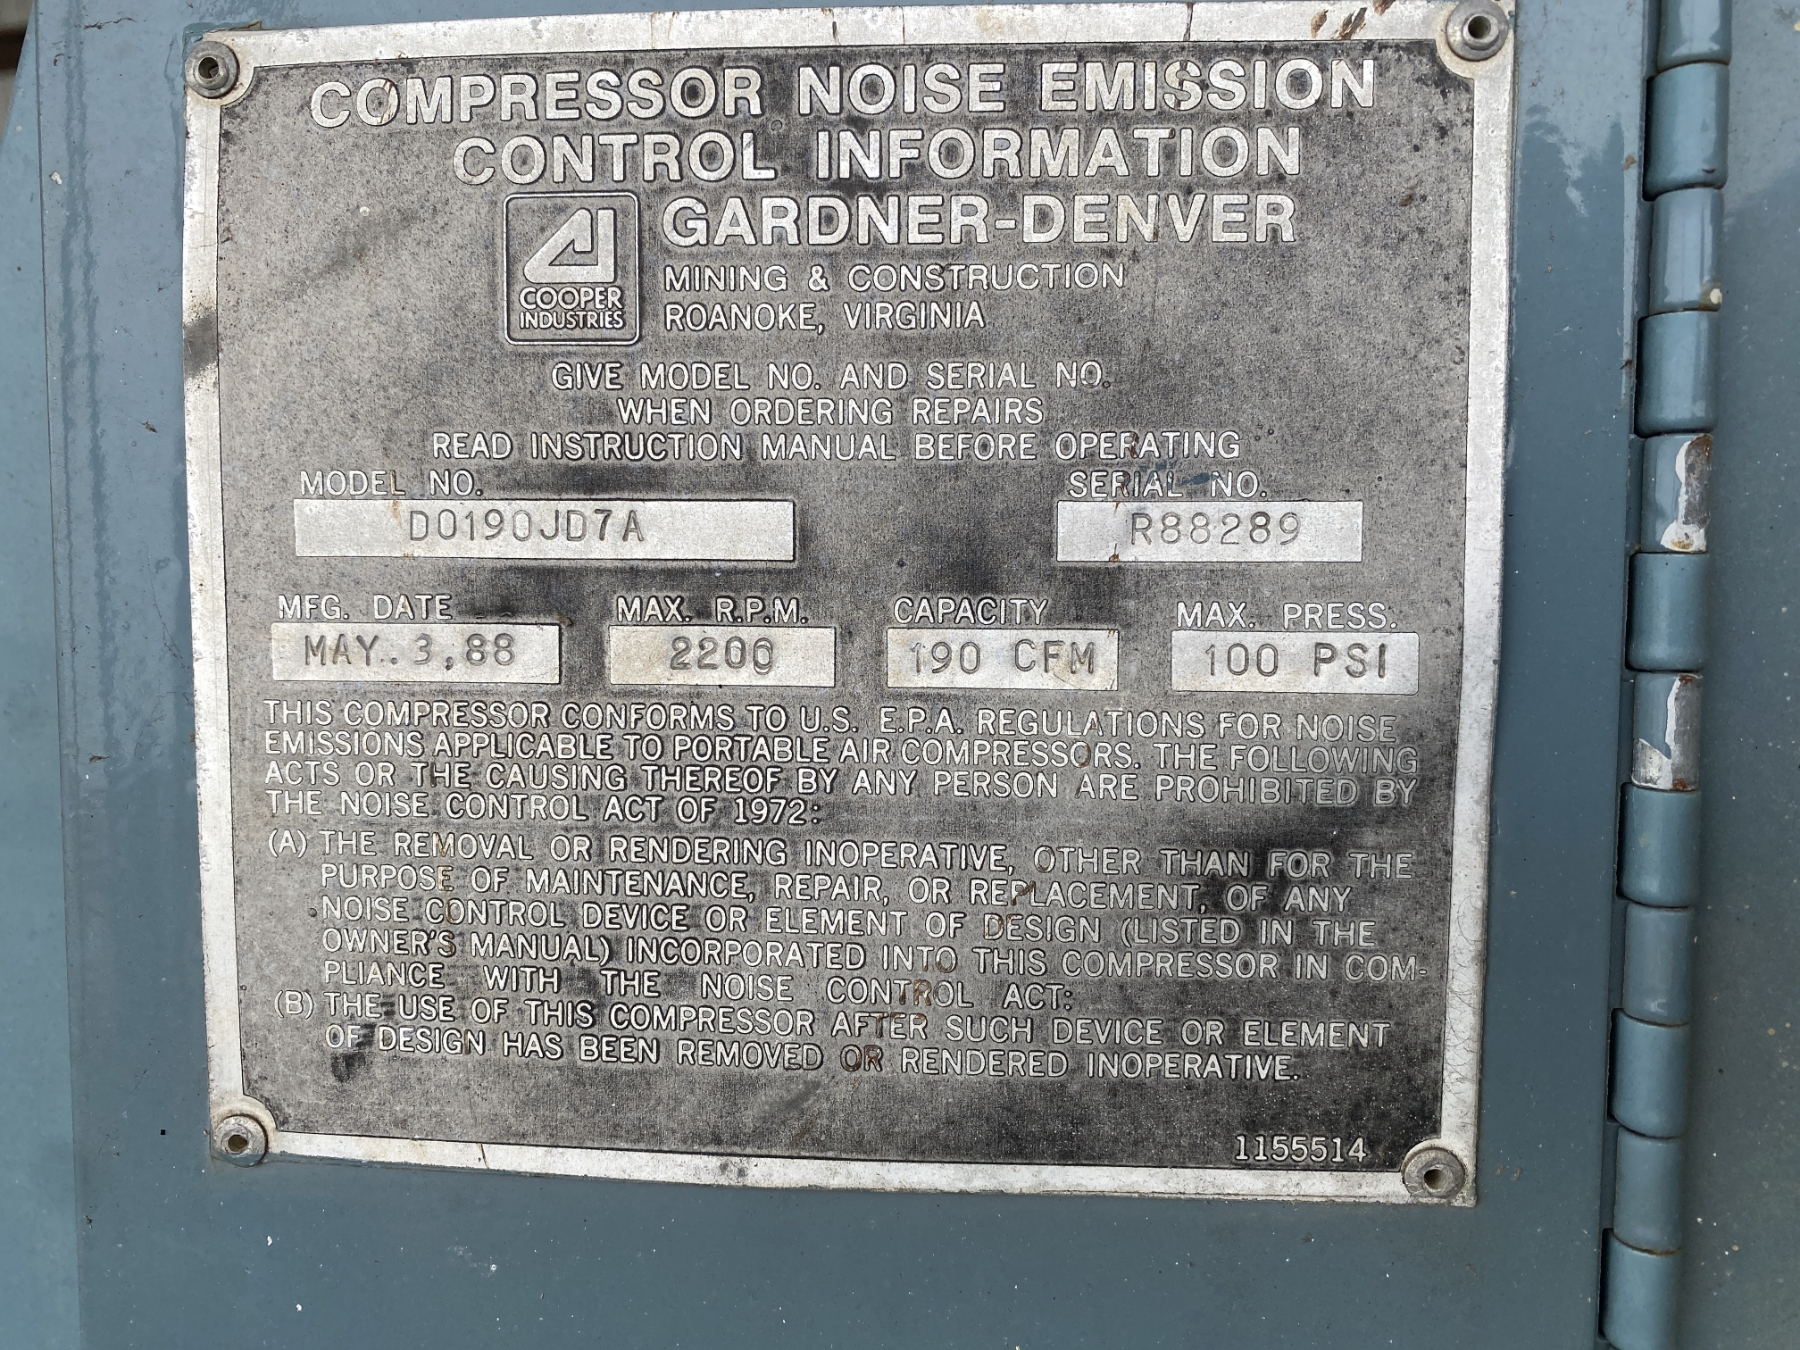 COMPRESSOR NOISE EMISSION
CONTROL INFORMATION
GARDNER-DENVER
MINING & CONSTRUCTION
ROANOKE, VIRGINIA
COOPER
INDUSTRIES
GIVE MODEL NO. AND SERIAL NO.
WHEN ORDERING REPAIRS
READ INSTRUCTION MANUAL BEFORE OPERATING
MODEL NO. SERIAL NO.
D0190JD7A R88289
MFG. DATE MAX. R.P.M. CAPACITY MAX. PRESS.
MAY..3,88 2200 190 CFM 100 PSI
THIS COMPRESSOR CONFORMS TO U.S. E.P.A. REGULATIONS FOR NOISE
EMISSIONS APPLICABLE TO PORTABLE AIR COMPRESSORS. THE FOLLOWING
ACTS OR THE CAUSING THEREOF BY ANY PERSON ARE PROHIBITED BY
THE NOISE CONTROL ACT OF 1972:
(A) THE REMOVAL OR RENDERING INOPERATIVE, OTHER THAN FOR THE
PURPOSE OF MAINTENANCE, REPAIR, OR REPLACEMENT, OF ANY
NOISE CONTROL DEVICE OR ELEMENT OF DESIGN (LISTED IN THE
OWNER'S MANUAL) INCORPORATED INTO THIS COMPRESSOR IN COM-
PLIANCE WITH THE NOISE CONTROL ACT:
(B) THE USE OF THIS COMPRESSOR AFTER SUCH DEVICE OR ELEMENT
OF DESIGN HAS BEEN REMOVED OR RENDERED INOPERATIVE.
1155514